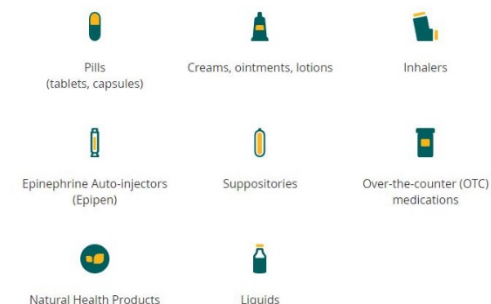 Pills
(tablets, capsules)
Creams, ointments, lotions
Inhalers
Epinephrine Auto-injectors
(Epipen)
Suppositories
Over-the-counter (OTC)
medications
Natural Health Products
Liquids